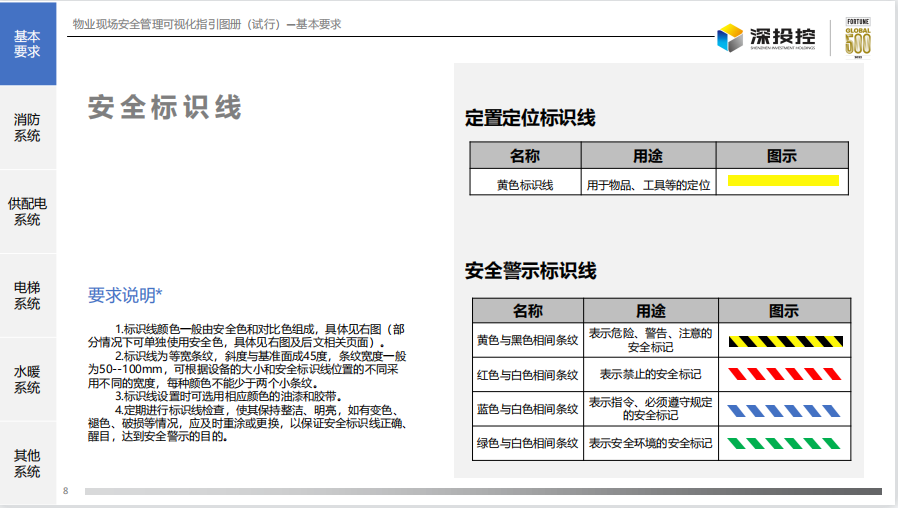 物业现场安全管理可视化指引图册（试行）—基本要求
深投控
SHENZHEN INVESTMENT HOLDINGS
FORTUNE
GLOBAL
500
基本
要求
消防
系统
供配电
系统
电梯
系统
水暖
系统
其他
系统
安全标识线
要求说明*
1.标识线颜色一般由安全色和对比色组成，具体见右图（部
分情况下可单独使用安全色，具体见右图及后文相关页面）。
2.标识线为等宽条纹，斜度与基准面成45度，条纹宽度一般
为50--100mm，可根据设备的大小和安全标识线位置的不同采
用不同的宽度，每种颜色不能少于两个小条纹。
3.标识线设置时可选用相应颜色的油漆和胶带。
4.定期进行标识线检查，使其保持整洁、明亮，如有变色、
褪色、破损等情况，应及时重涂或更换，以保证安全标识线正确、
醒目，达到安全警示的目的。
定置定位标识线
名称 用途 图示
黄色标识线 用于物品、工具等的定位
安全警示标识线
名称 用途 图示
黄色与黑色相间条纹 表示危险、警告、注意的
安全标记
红色与白色相间条纹 表示禁止的安全标记
蓝色与白色相间条纹 表示指令、必须遵守规定
的安全标记
绿色与白色相间条纹 表示安全环境的安全标记
8